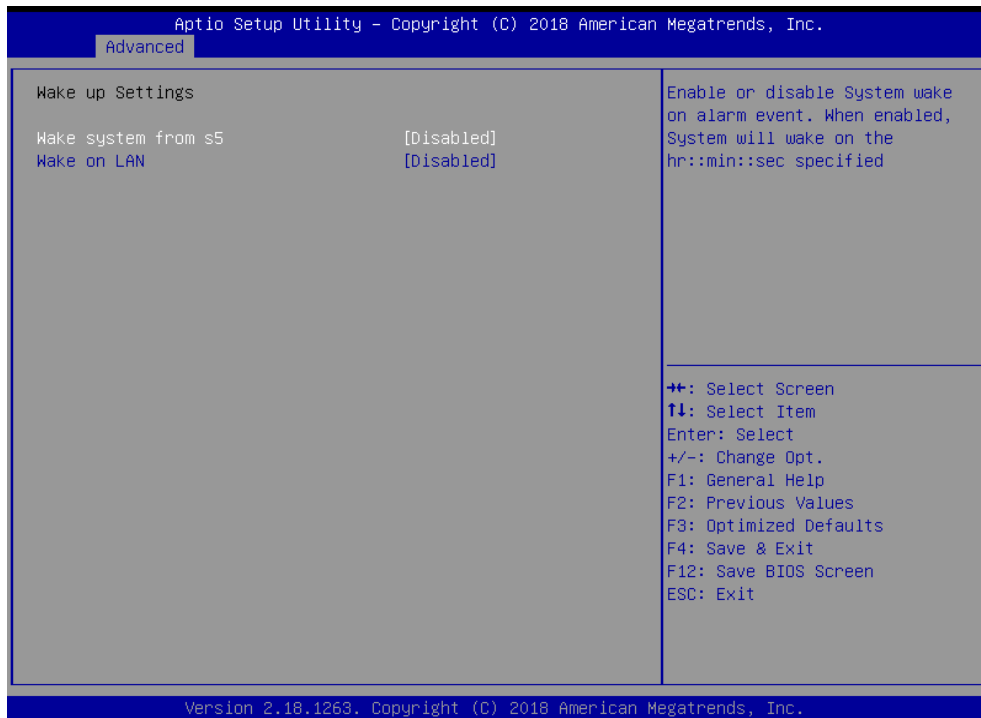 Aptio Setup Utility – Copyright (C) 2018 American Megatrends, Inc.
Advanced
Wake up Settings
Wake system from s5 [Disabled]
Wake on LAN [Disabled]
Enable or disable System wake
on alarm event. When enabled,
System will wake on the
hr::min::sec specified
→←: Select Screen
↑↓: Select Item
Enter: Select
+/-: Change Opt.
F1: General Help
F2: Previous Values
F3: Optimized Defaults
F4: Save & Exit
F12: Save BIOS Screen
ESC: Exit
Version 2.18.1263. Copyright (C) 2018 American Megatrends, Inc.